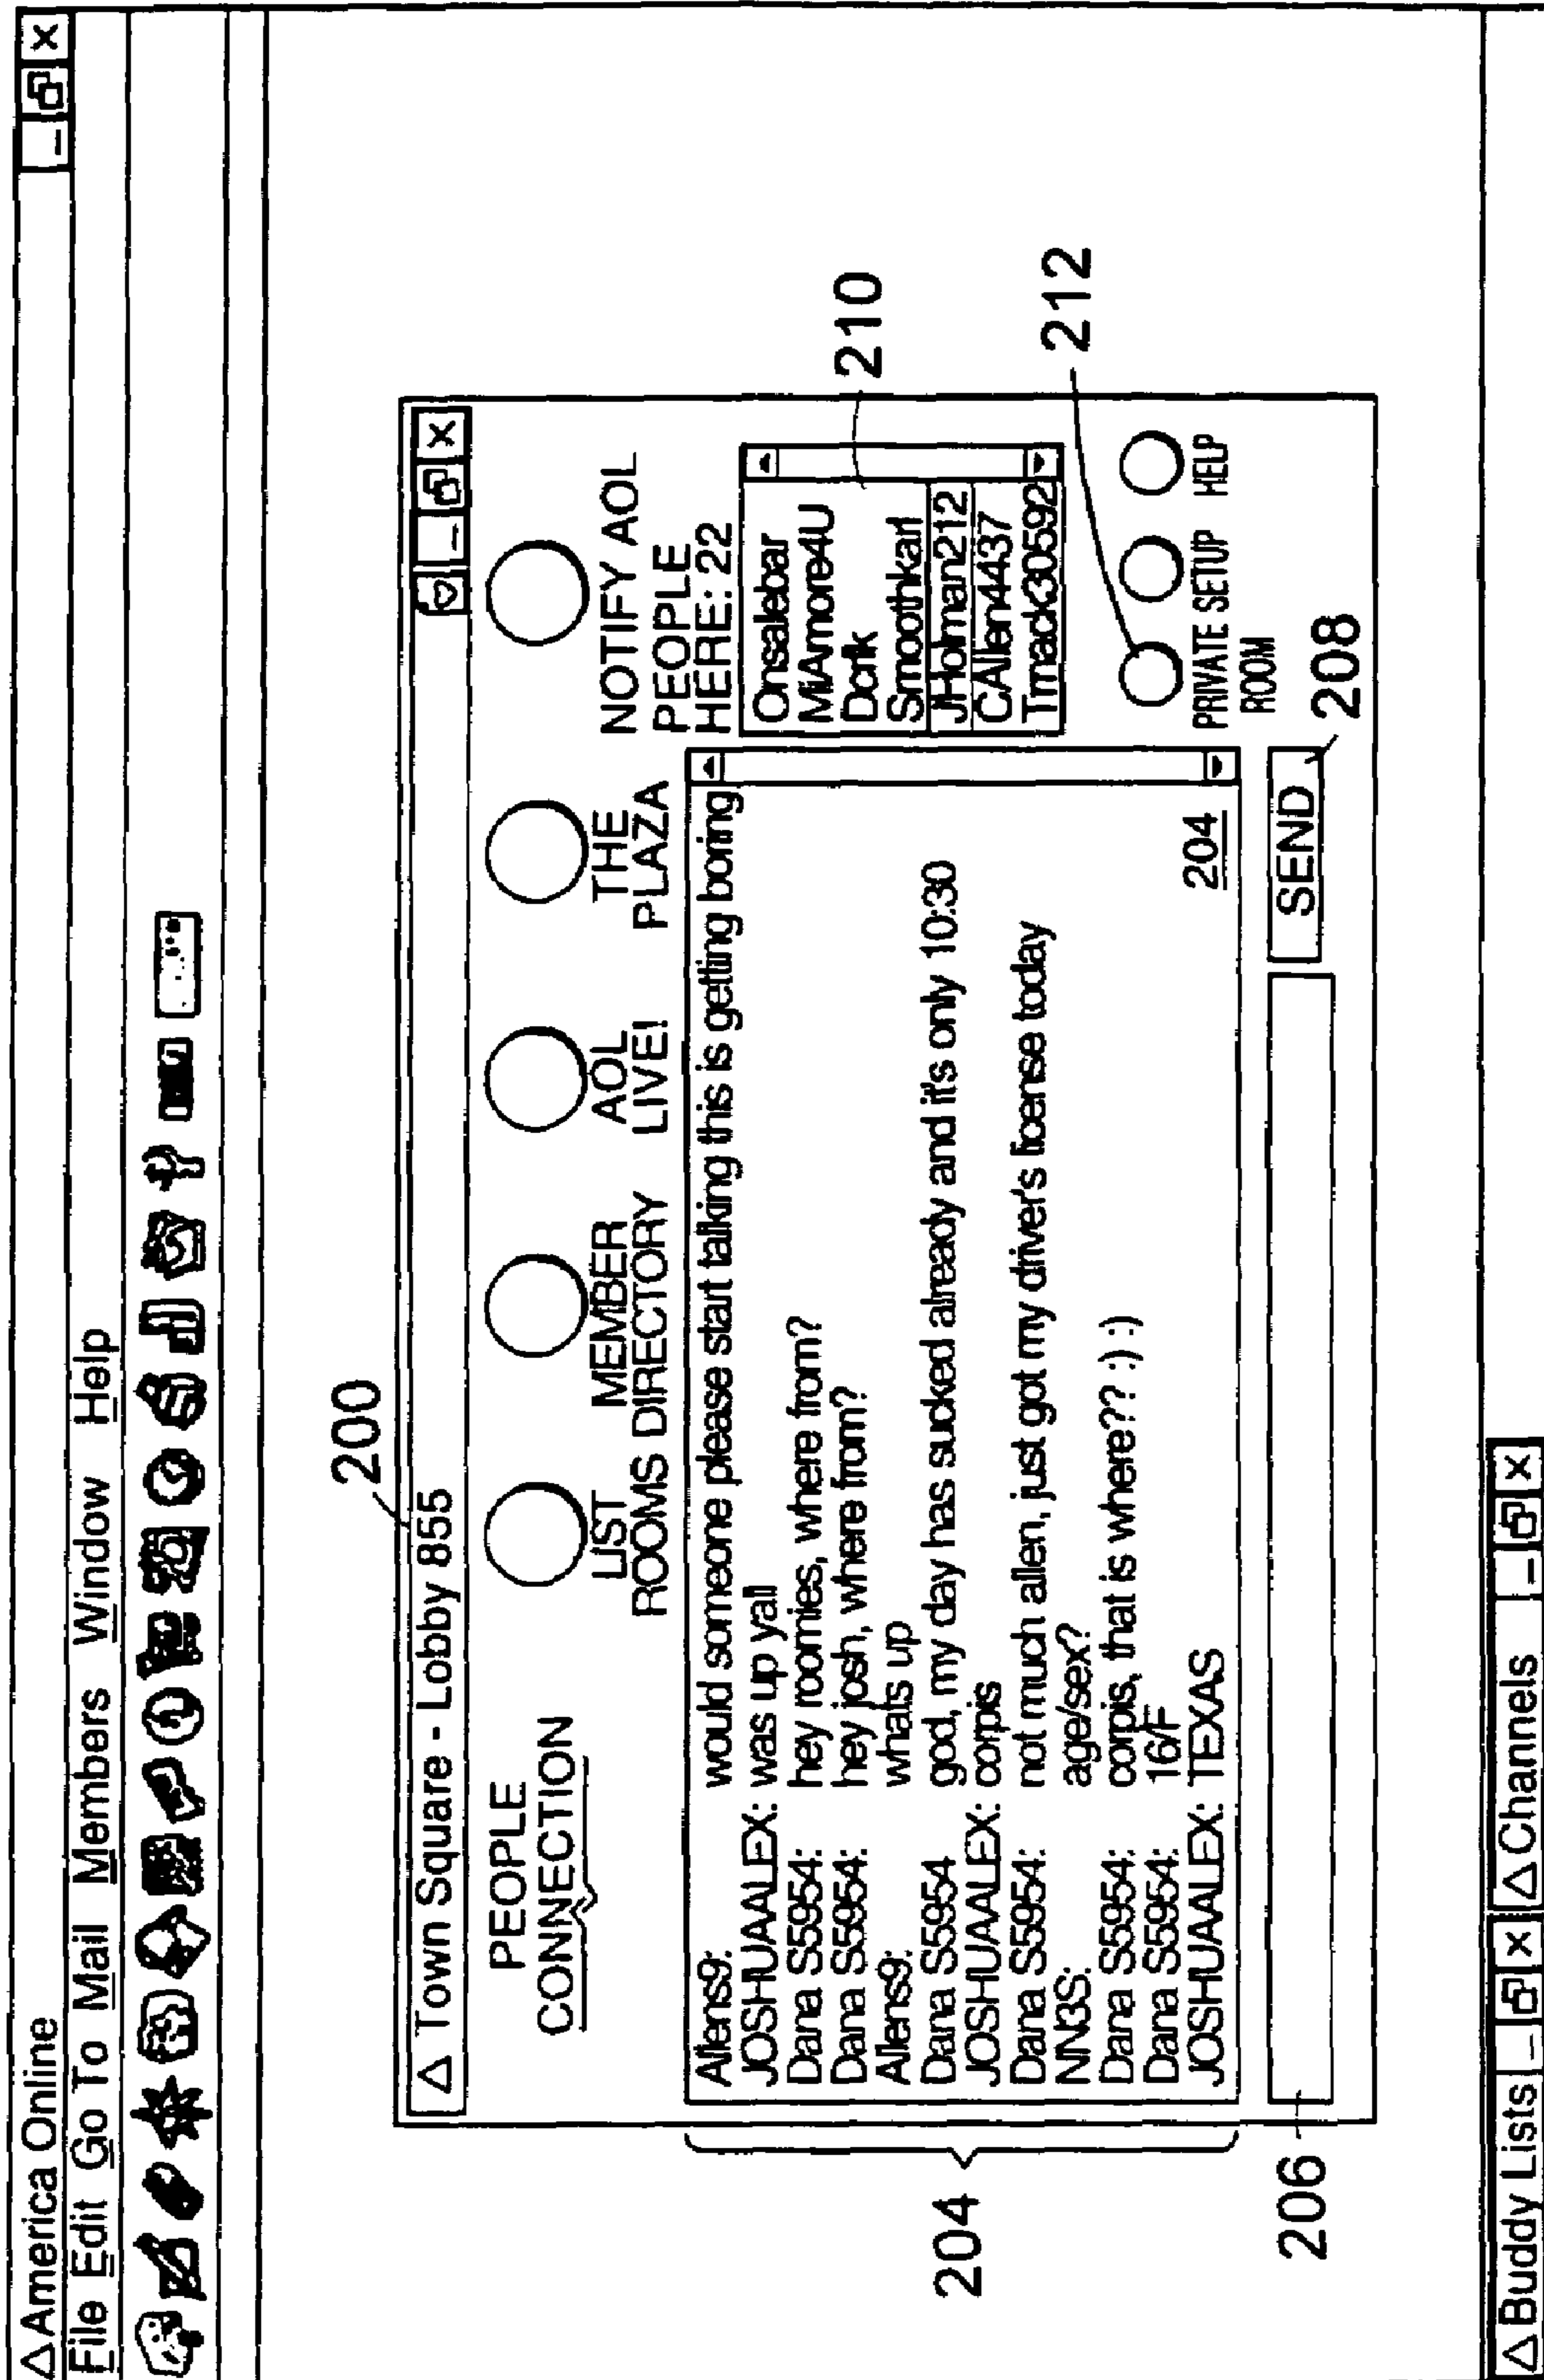 America Online
File Edit Go To Mail Members Window Help
200
Town Square - Lobby 855
PEOPLE
CONNECTION
LIST
ROOMS
MEMBER
DIRECTORY
AOL
LIVE!
THE
PLAZA
NOTIFY AOL
PEOPLE
HERE: 22
Allens9: would someone please start talking this is getting boring
JOSHUAALEX: was up yall
Dana S5954: hey roomies, where from?
Dana S5954: hey josh, where from?
Allens9: whats up
Dana S5954 god, my day has sucked already and it's only 10:30
JOSHUAALEX: corpis
Dana S5954: not much allen, just got my driver's license today
NN3S: age/sex?
Dana S5954: corpis, that is where?? :) :)
Dana S5954: 16/F
JOSHUAALEX: TEXAS
204
204
Onsalebar
MiAmore4U
Dcrfk
Smoothkarl
JHolman212
CAllen4437
Tmack30592
210
212
PRIVATE
ROOM
SETUP
HELP
206
SEND
208
Buddy Lists
Channels